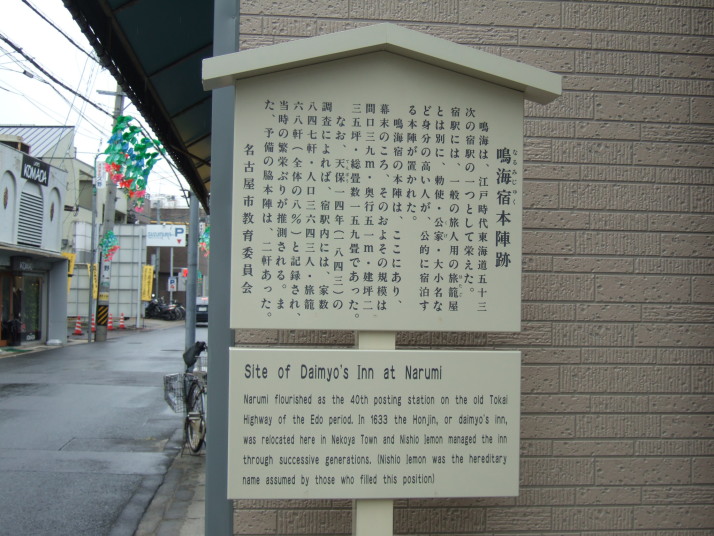 鳴海宿本陣跡
なるみじゅく
鳴海は、江戸時代東海道五十三
次の宿駅の一つとして栄えた。
宿駅には、一般の旅人用の旅籠屋
とは別に、勅使・公家・大小名な
ど身分の高い人が、公的に宿泊す
る本陣が置かれた。
鳴海宿の本陣は、ここにあり、
幕末のころ、そのおよその規模は
間口三九m・奥行五一m・建坪二
三五坪・総畳数一五九畳であった。
なお、天保一四年（一八四三）の
調査によれば、宿駅内には、家数
八四七軒・人口三六四三人・旅籠
六八軒（全体の八％）と記録され、
当時の繁栄ぶりが推測される。ま
た、予備の脇本陣は、二軒あった。
名古屋市教育委員会
Site of Daimyo's Inn at Narumi
Narumi flourished as the 40th posting station on the old Tokai
Highway of the Edo period. In 1633 the Honjin, or daimyo's inn,
was relocated here in Nekoya Town and Nishio Iemon managed the inn
through successive generations. (Nishio Iemon was the hereditary
name assumed by those who filled this position)
KOMADA
P